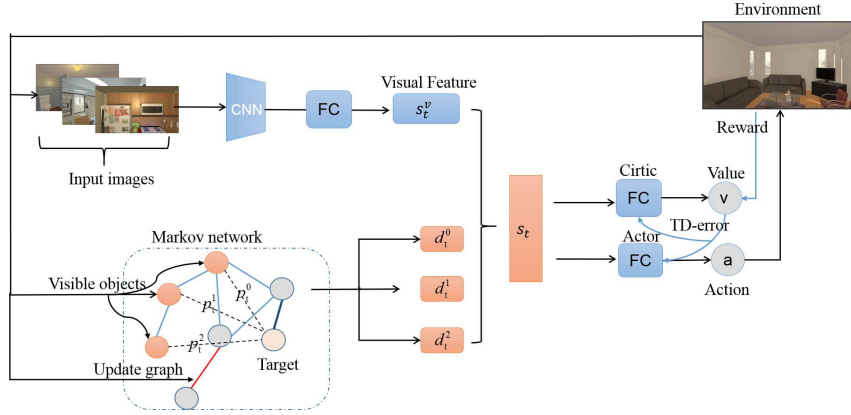 Environment
Visual Feature
CNN
FC
s_t^v
Reward
Input images
Cirtic
Value
FC
v
s_t
TD-error
Markov network
Actor
d_t^0
FC
a
Visible objects
Action
p_t^0
p_t^1
d_t^1
p_t^2
d_t^2
Target
Update graph